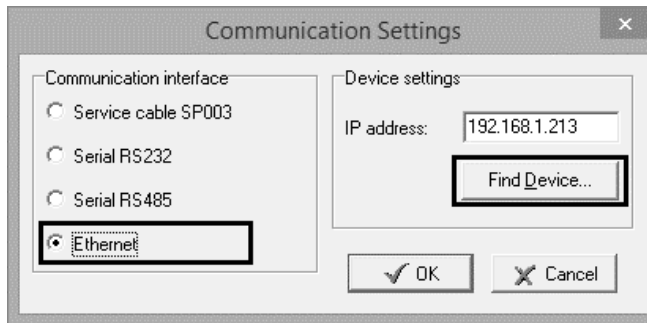 Communication Settings
Communication interface
Service cable SP003
Serial RS232
Serial RS485
Ethernet
Device settings
IP address: 192.168.1.213
Find Device...
OK
Cancel